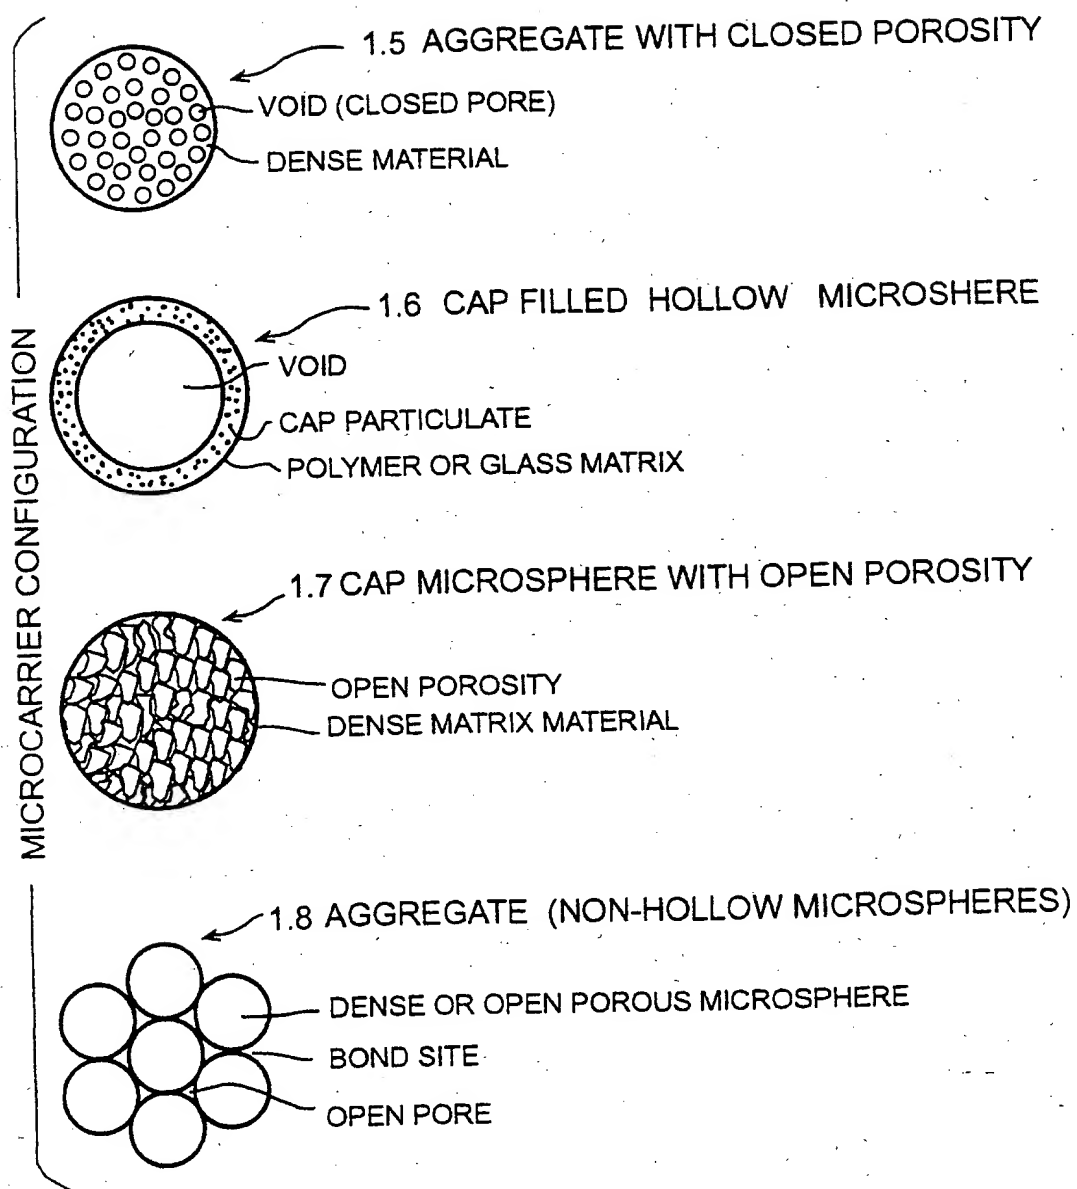 MICROCARRIER CONFIGURATION
1.5 AGGREGATE WITH CLOSED POROSITY
VOID (CLOSED PORE)
DENSE MATERIAL
1.6 CAP FILLED HOLLOW MICROSHERE
VOID
CAP PARTICULATE
POLYMER OR GLASS MATRIX
1.7 CAP MICROSPHERE WITH OPEN POROSITY
OPEN POROSITY
DENSE MATRIX MATERIAL
1.8 AGGREGATE (NON-HOLLOW MICROSPHERES)
DENSE OR OPEN POROUS MICROSPHERE
BOND SITE
OPEN PORE